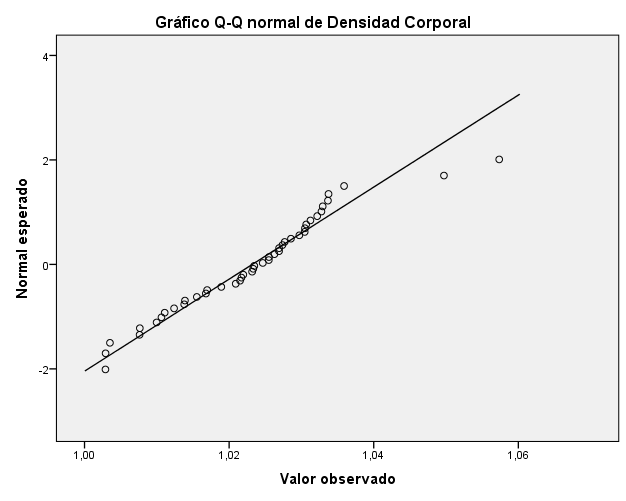 Gráfico Q-Q normal de Densidad Corporal
Normal esperado
4
2
0
-2
1,00
1,02
1,04
1,06
Valor observado